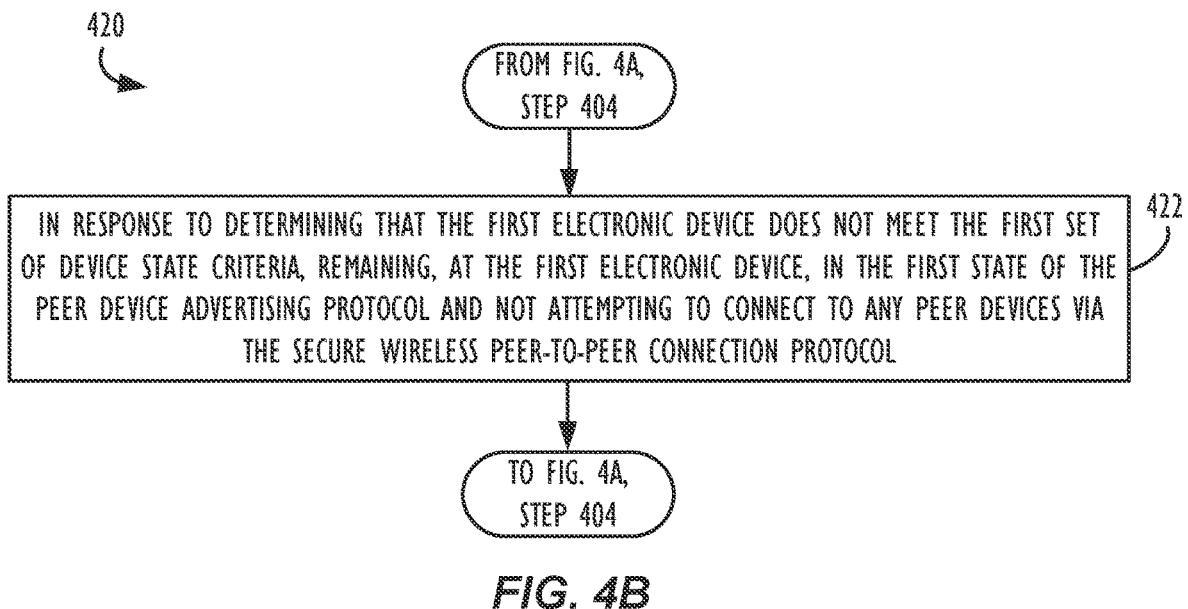 420
FROM FIG. 4A,
STEP 404
IN RESPONSE TO DETERMINING THAT THE FIRST ELECTRONIC DEVICE DOES NOT MEET THE FIRST SET
OF DEVICE STATE CRITERIA, REMAINING, AT THE FIRST ELECTRONIC DEVICE, IN THE FIRST STATE OF THE
PEER DEVICE ADVERTISING PROTOCOL AND NOT ATTEMPTING TO CONNECT TO ANY PEER DEVICES VIA
THE SECURE WIRELESS PEER-TO-PEER CONNECTION PROTOCOL
422
TO FIG. 4A,
STEP 404
FIG. 4B